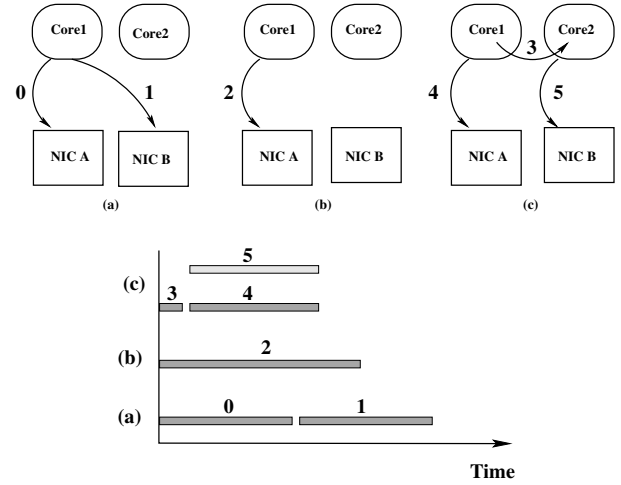 Core1 Core2 Core1 Core2 Core1 Core2
3
0 1 2 4 5
NIC A NIC B NIC A NIC B NIC A NIC B
(a) (b) (c)
5
(c) 3 4
2
(b)
0 1
(a)
Time